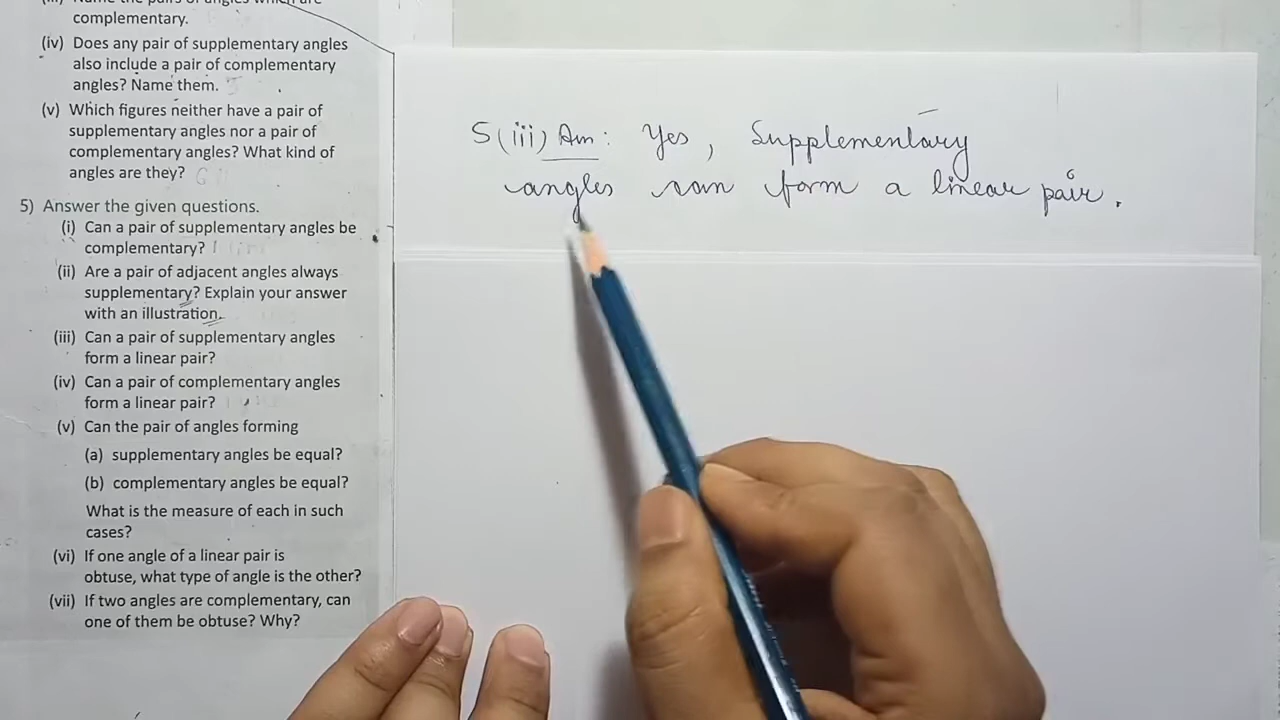 complementary.
(iv) Does any pair of supplementary angles
also include a pair of complementary
angles? Name them.
(v) Which figures neither have a pair of
supplementary angles nor a pair of
complementary angles? What kind of
angles are they?
5) Answer the given questions.
(i) Can a pair of supplementary angles be
complementary?
(ii) Are a pair of adjacent angles always
supplementary? Explain your answer
with an illustration.
(iii) Can a pair of supplementary angles
form a linear pair?
(iv) Can a pair of complementary angles
form a linear pair?
(v) Can the pair of angles forming
(a) supplementary angles be equal?
(b) complementary angles be equal?
What is the measure of each in such
cases?
(vi) If one angle of a linear pair is
obtuse, what type of angle is the other?
(vii) If two angles are complementary, can
one of them be obtuse? Why?
5(iii) Ans: Yes, Supplementary
angles can form a linear pair.